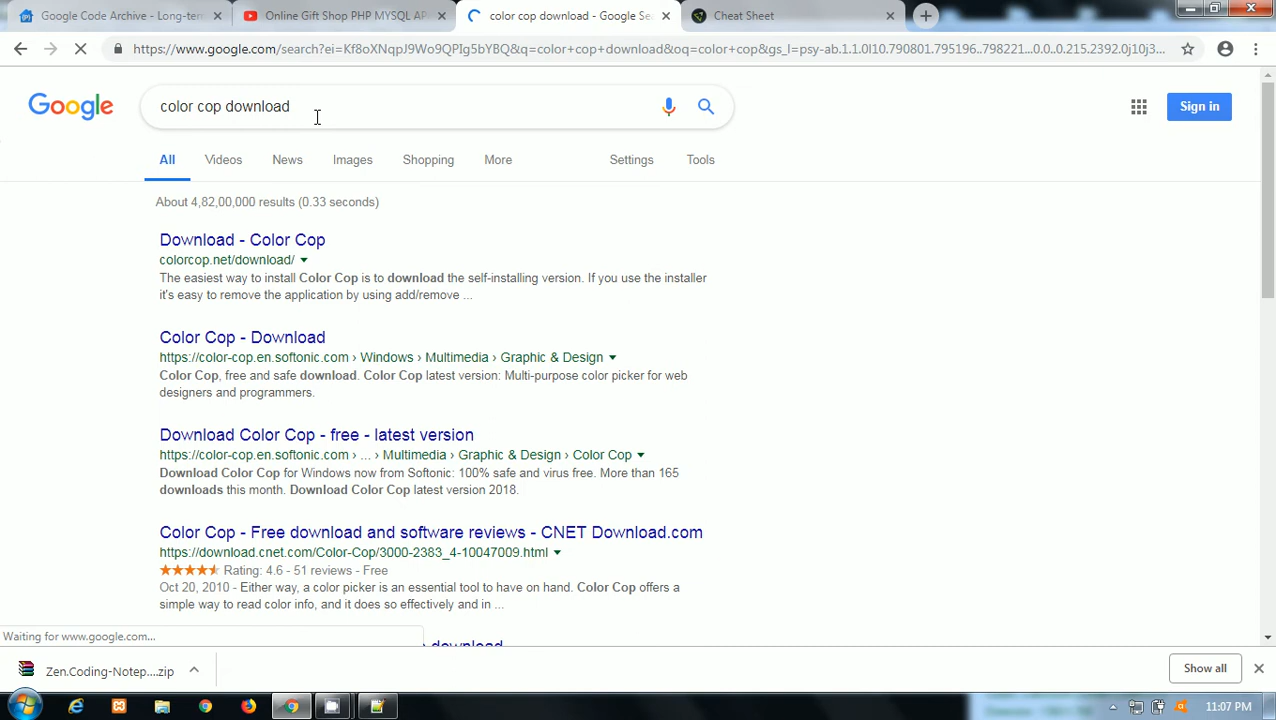 Google Code Archive - Long-ter
Online Gift Shop PHP MYSQL AP
color cop download - Google Se
Cheat Sheet
https://www.google.com/search?ei=Kf8oXNqpJ9Wo9QPIg5bYBQ&q=color+cop+download&oq=color+cop&gs_l=psy-ab.1.1.0l10.790801.795196..798221...0.0..0.215.2392.0j10j3...
Google
color cop download
Sign in
All Videos News Images Shopping More Settings Tools
About 4,82,00,000 results (0.33 seconds)
Download - Color Cop
colorcop.net/download/
The easiest way to install Color Cop is to download the self-installing version. If you use the installer
it's easy to remove the application by using add/remove ...
Color Cop - Download
https://color-cop.en.softonic.com › Windows › Multimedia › Graphic & Design
Color Cop, free and safe download. Color Cop latest version: Multi-purpose color picker for web
designers and programmers.
Download Color Cop - free - latest version
https://color-cop.en.softonic.com › ... › Multimedia › Graphic & Design › Color Cop
Download Color Cop for Windows now from Softonic: 100% safe and virus free. More than 165
downloads this month. Download Color Cop latest version 2018.
Color Cop - Free download and software reviews - CNET Download.com
https://download.cnet.com/Color-Cop/3000-2383_4-10047009.html
Rating: 4.6 - 51 reviews - Free
Oct 20, 2010 - Either way, a color picker is an essential tool to have on hand. Color Cop offers a
simple way to read color info, and it does so effectively and in ...
download
Waiting for www.google.com...
Zen.Coding-Notep....zip
Show all
11:07 PM